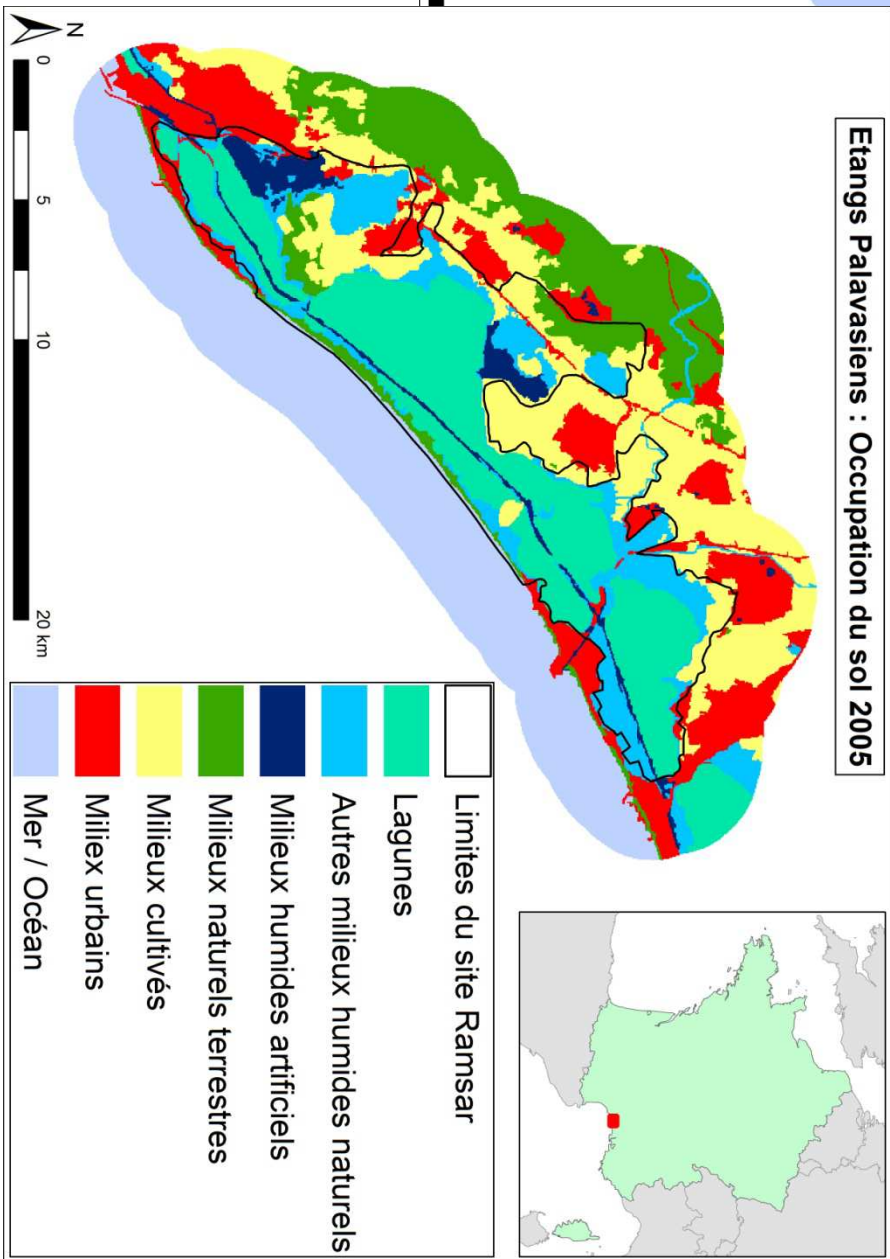 Etangs Palavasiens : Occupation du sol 2005
Limites du site Ramsar
Lagunes
Autres milieux humides naturels
Milieux humides artificiels
Milieux naturels terrestres
Milieux cultivés
Miliex urbains
Mer / Océan
N
0 5 10 20 km